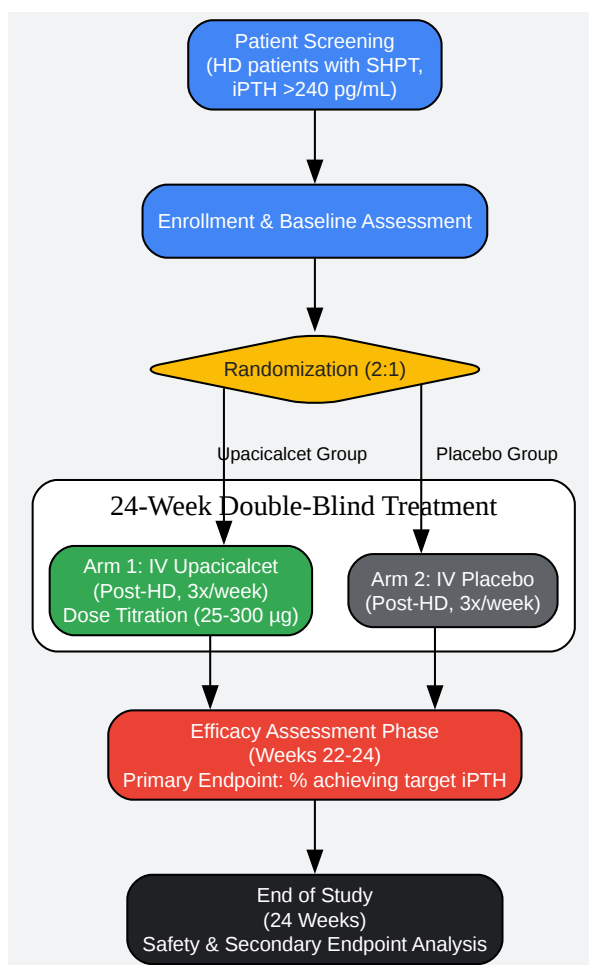 Patient Screening
(HD patients with SHPT,
iPTH >240 pg/mL)
Enrollment & Baseline Assessment
Randomization (2:1)
Upacicalcet Group
Placebo Group
24-Week Double-Blind Treatment
Arm 1: IV Upacicalcet
(Post-HD, 3x/week)
Dose Titration (25-300 µg)
Arm 2: IV Placebo
(Post-HD, 3x/week)
Efficacy Assessment Phase
(Weeks 22-24)
Primary Endpoint: % achieving target iPTH
End of Study
(24 Weeks)
Safety & Secondary Endpoint Analysis